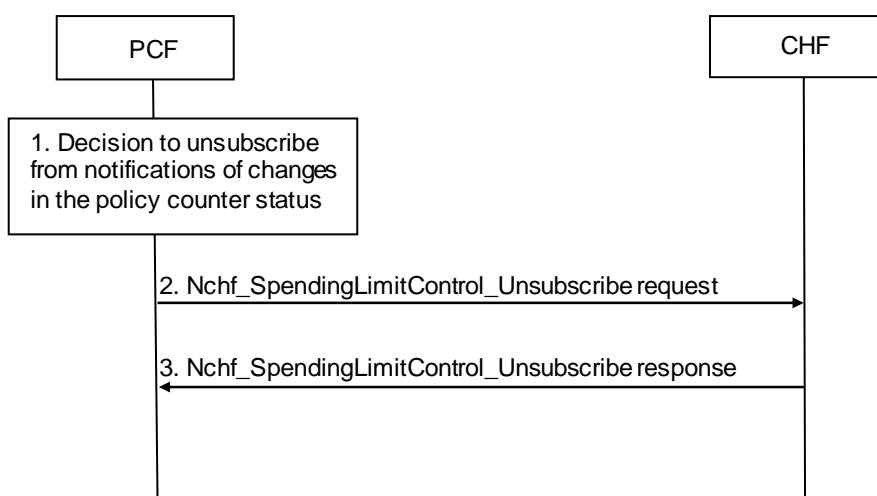 PCF
CHF
1. Decision to unsubscribe
from notifications of changes
in the policy counter status
2. Nchf_SpendingLimitControl_Unsubscribe request
3. Nchf_SpendingLimitControl_Unsubscribe response